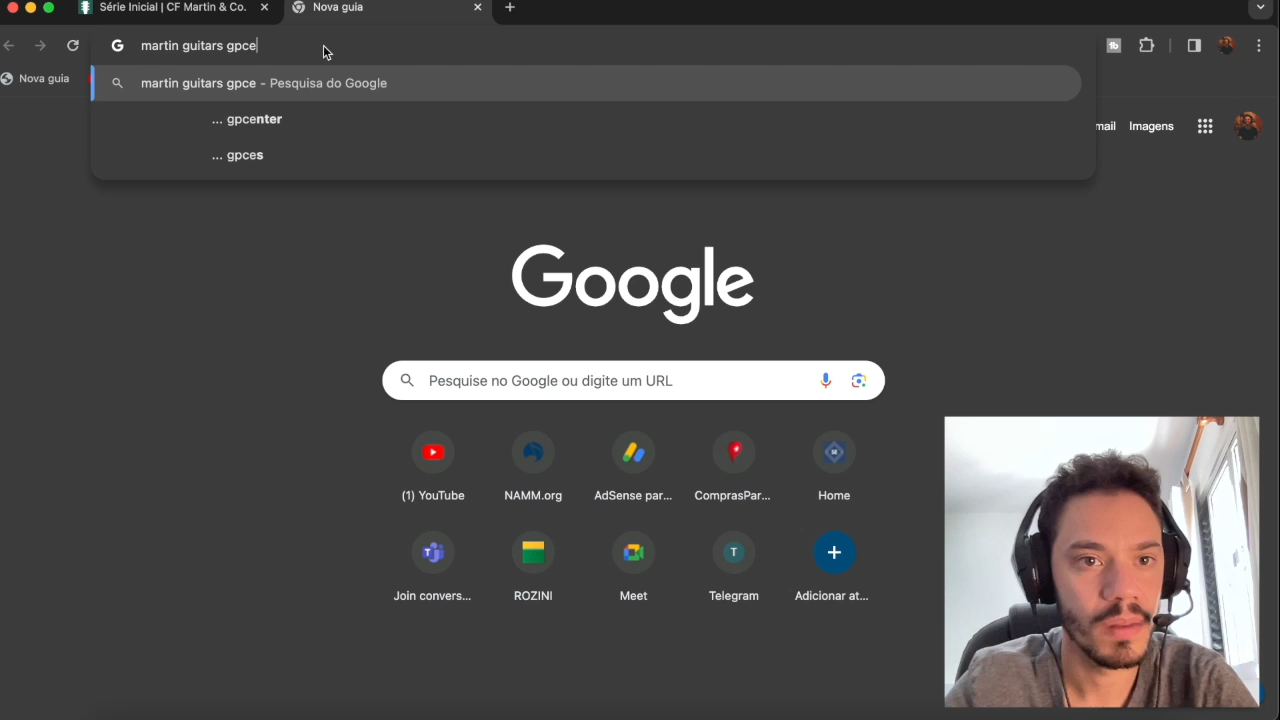 Série Inicial | CF Martin & Co.
Nova guia
martin guitars gpce
Nova guia
martin guitars gpce - Pesquisa do Google
... gpcenter
... gpces
mail
Imagens
Google
Pesquise no Google ou digite um URL
(1) YouTube
NAMM.org
AdSense par...
ComprasPar...
Home
Join convers...
ROZINI
Meet
Telegram
Adicionar at...